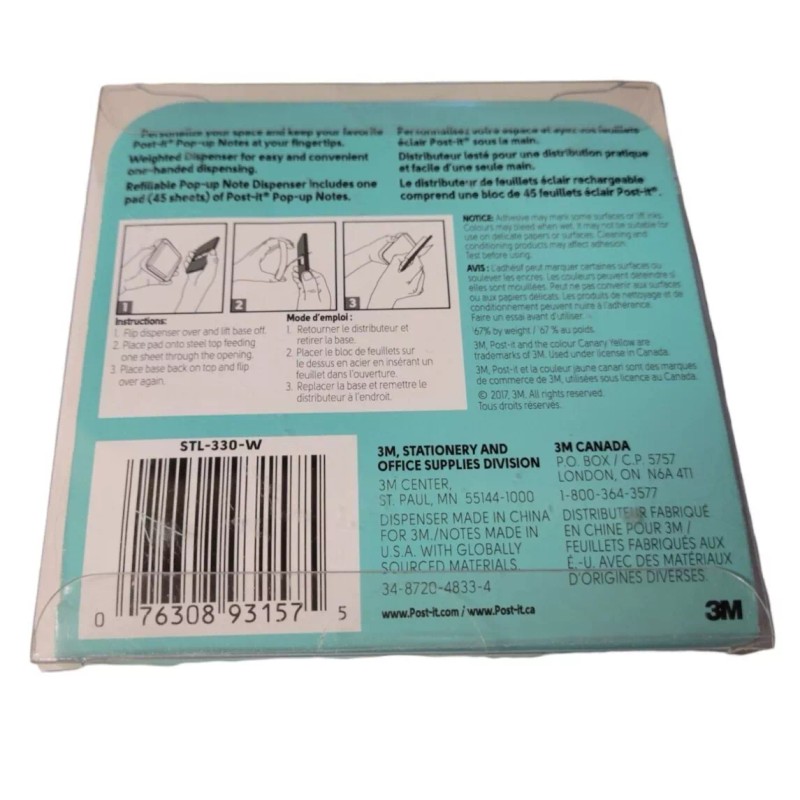 Personalize your space and keep your favorite
Post-it® Pop-up Notes at your fingertips.
Weighted Dispenser for easy and convenient
one-handed dispensing.
Refillable Pop-up Note Dispenser includes one
pad (45 sheets) of Post-it® Pop-up Notes.
Personnalisez votre espace et ayez vos feuillets
éclair Post-it® sous la main.
Distributeur lesté pour une distribution pratique
et facile d'une seule main.
Le distributeur de feuillets éclair rechargeable
comprend une bloc de 45 feuillets éclair Post-it®.
1
2
3
Instructions:
1. Flip dispenser over and lift base off.
2. Place pad onto steel top feeding
one sheet through the opening.
3. Place base back on top and flip
over again.
Mode d'emploi :
1. Retourner le distributeur et
retirer la base.
2. Placer le bloc de feuillets sur
le dessus en acier en insérant un
feuillet dans l'ouverture.
3. Replacer la base et remettre le
distributeur à l'endroit.
NOTICE: Adhesive may mark some surfaces or lift inks.
Colours may bleed when wet. It may not be suitable for
use on delicate papers or surfaces. Cleaning and
conditioning products may affect adhesion.
Test before using.
AVIS : L'adhésif peut marquer certaines surfaces ou
soulever les encres. Les couleurs peuvent déteindre si
elles sont mouillées. Peut ne pas convenir aux surfaces
ou aux papiers délicats. Les produits de nettoyage et de
conditionnement peuvent nuire à l'adhérence.
Faire un essai avant d'utiliser.
*67% by weight / *67 % au poids.
3M, Post-it and the colour Canary Yellow are
trademarks of 3M. Used under license in Canada.
3M, Post-it et la couleur jaune canari sont des marques
de commerce de 3M, utilisées sous licence au Canada.
© 2017, 3M. All rights reserved.
Tous droits réservés.
STL-330-W
0 76308 93157 5
3M, STATIONERY AND
OFFICE SUPPLIES DIVISION
3M CENTER,
ST. PAUL, MN 55144-1000
DISPENSER MADE IN CHINA
FOR 3M./NOTES MADE IN
U.S.A. WITH GLOBALLY
SOURCED MATERIALS.
34-8720-4833-4
www.Post-it.com / www.Post-it.ca
3M CANADA
P.O. BOX / C.P. 5757
LONDON, ON N6A 4T1
1-800-364-3577
DISTRIBUTEUR FABRIQUÉ
EN CHINE POUR 3M /
FEUILLETS FABRIQUÉS AUX
É.-U. AVEC DES MATÉRIAUX
D'ORIGINES DIVERSES.
3M